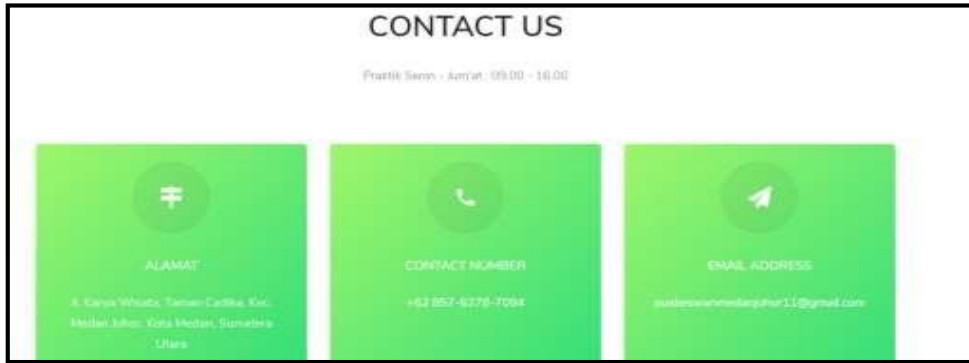 CONTACT US
Praktik Senin - Jum'at : 09.00 - 16.00
ALAMAT
Jl. Karya Wisata, Taman Cadika, Kec.
Medan Johor, Kota Medan, Sumatera
Utara
CONTACT NUMBER
+62 857-6278-7094
EMAIL ADDRESS